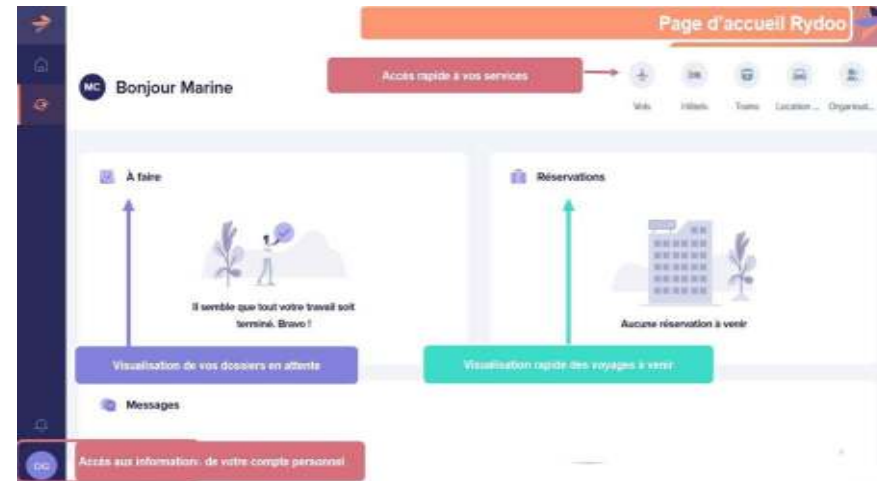 Page d'accueil Rydoo
MC Bonjour Marine
Accès rapide à vos services
Vols Hôtels Trains Location ... Organisat...
À faire
Réservations
Il semble que tout votre travail soit
terminé. Bravo !
Aucune réservation à venir
Visualisation de vos dossiers en attente
Visualisation rapide des voyages à venir
Messages
Accès aux informations de votre compte personnel